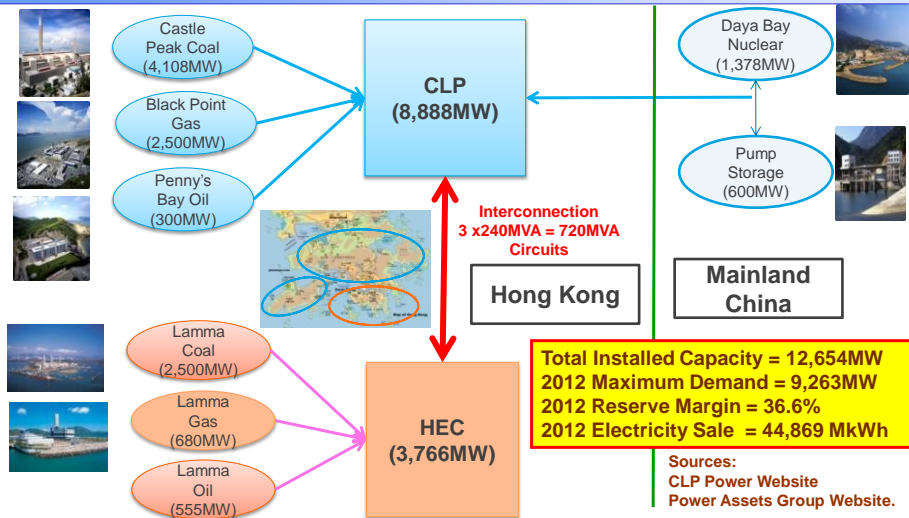 Castle
Peak Coal
(4,108MW)
Black Point
Gas
(2,500MW)
Penny's
Bay Oil
(300MW)
CLP
(8,888MW)
Daya Bay
Nuclear
(1,378MW)
Pump
Storage
(600MW)
Interconnection
3 x240MVA = 720MVA
Circuits
Hong Kong
Mainland
China
Lamma
Coal
(2,500MW)
Lamma
Gas
(680MW)
Lamma
Oil
(555MW)
HEC
(3,766MW)
Total Installed Capacity = 12,654MW
2012 Maximum Demand = 9,263MW
2012 Reserve Margin = 36.6%
2012 Electricity Sale = 44,869 MkWh
Sources:
CLP Power Website
Power Assets Group Website.